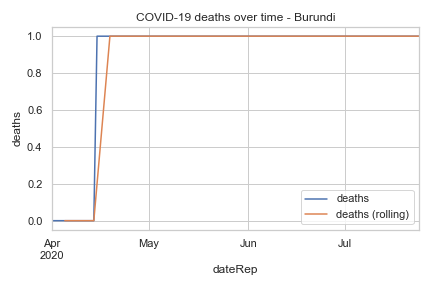 COVID-19 deaths over time - Burundi
1.0
0.8
0.6
0.4
0.2
0.0
deaths
deaths
deaths (rolling)
Apr
2020
May
Jun
Jul
dateRep